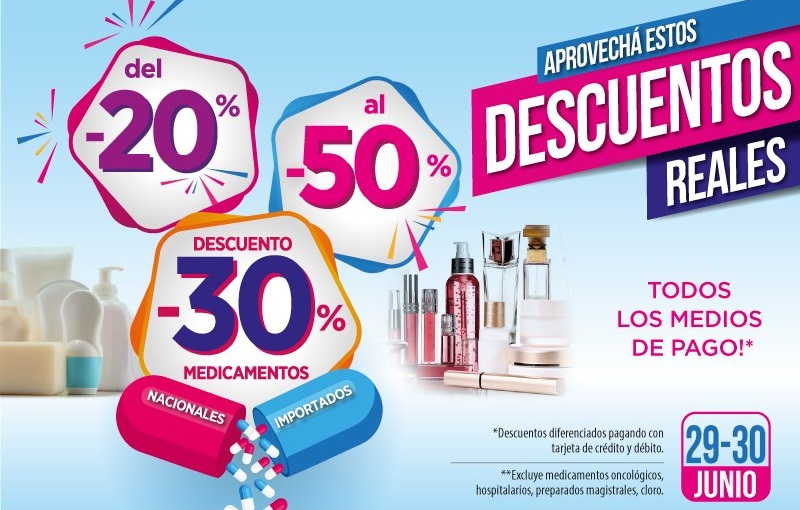 APROVECHÁ ESTOS
DESCUENTOS
REALES
del
-20%
al
-50%
DESCUENTO
-30%
MEDICAMENTOS
NACIONALES
IMPORTADOS
TODOS
LOS MEDIOS
DE PAGO!*
*Descuentos diferenciados pagando con
tarjeta de crédito y débito.
**Excluye medicamentos oncológicos,
hospitalarios, preparados magistrales, cloro.
29-30
JUNIO